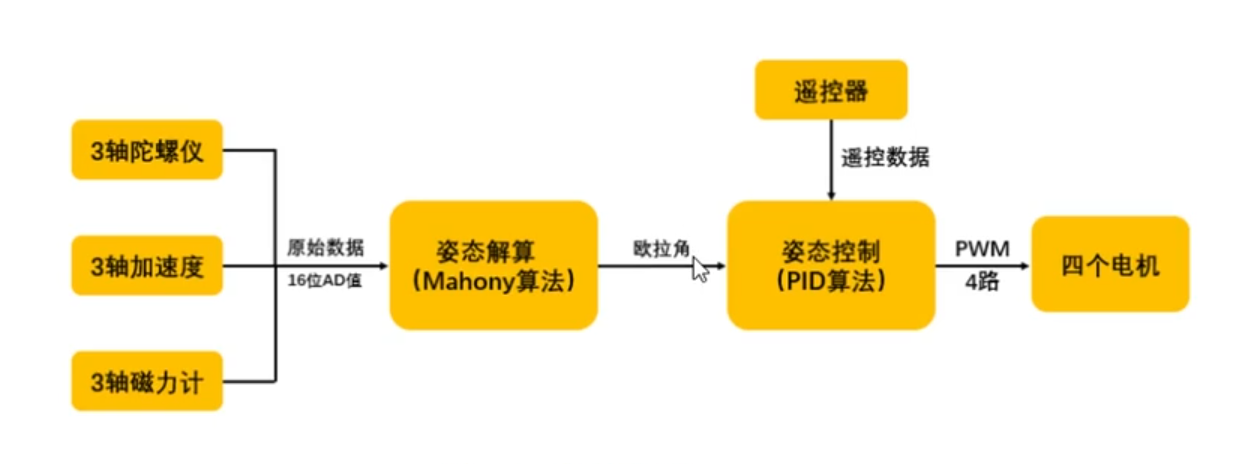 遥控器
遥控数据
3轴陀螺仪
3轴加速度
3轴磁力计
原始数据
16位AD值
姿态解算
（Mahony算法）
欧拉角
姿态控制
（PID算法）
PWM
4路
四个电机